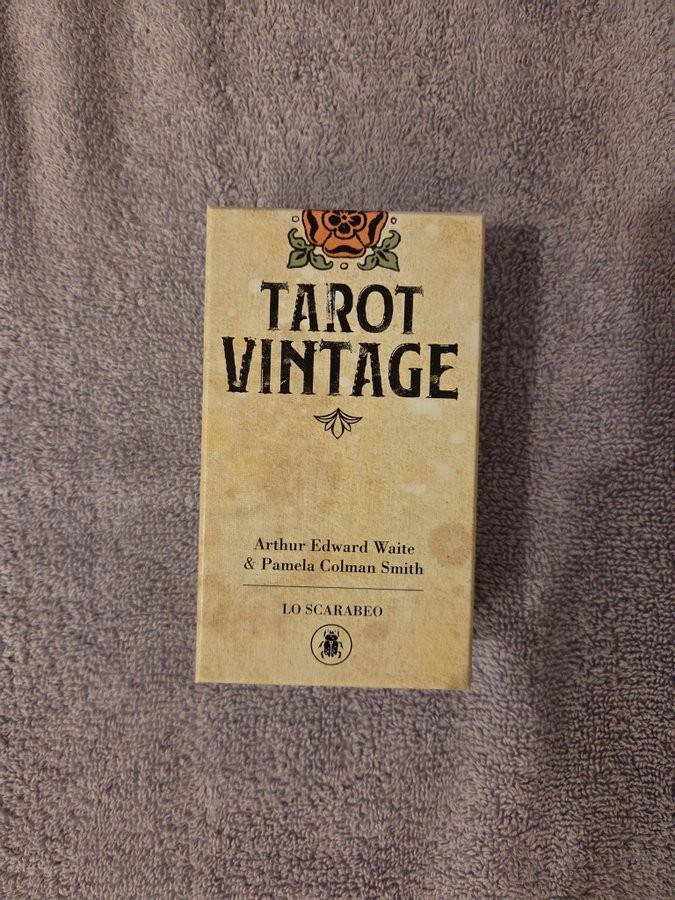 TAROT
VINTAGE
Arthur Edward Waite
& Pamela Colman Smith
LO SCARABEO